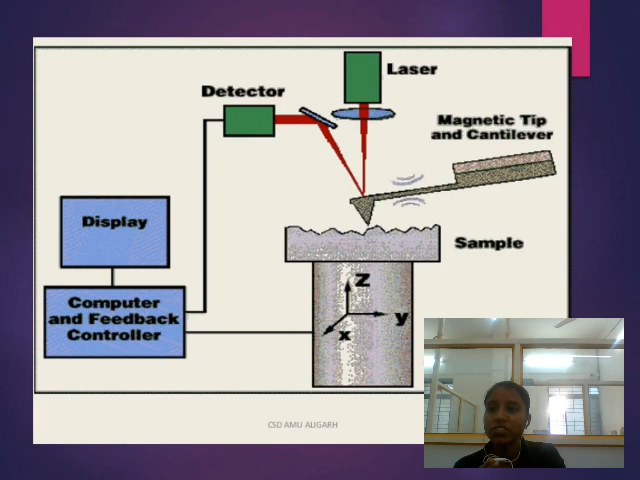 Laser
Detector
Magnetic Tip
and Cantilever
Display
Sample
Computer
and Feedback
Controller
Z
y
x
CSD AMU ALIGARH